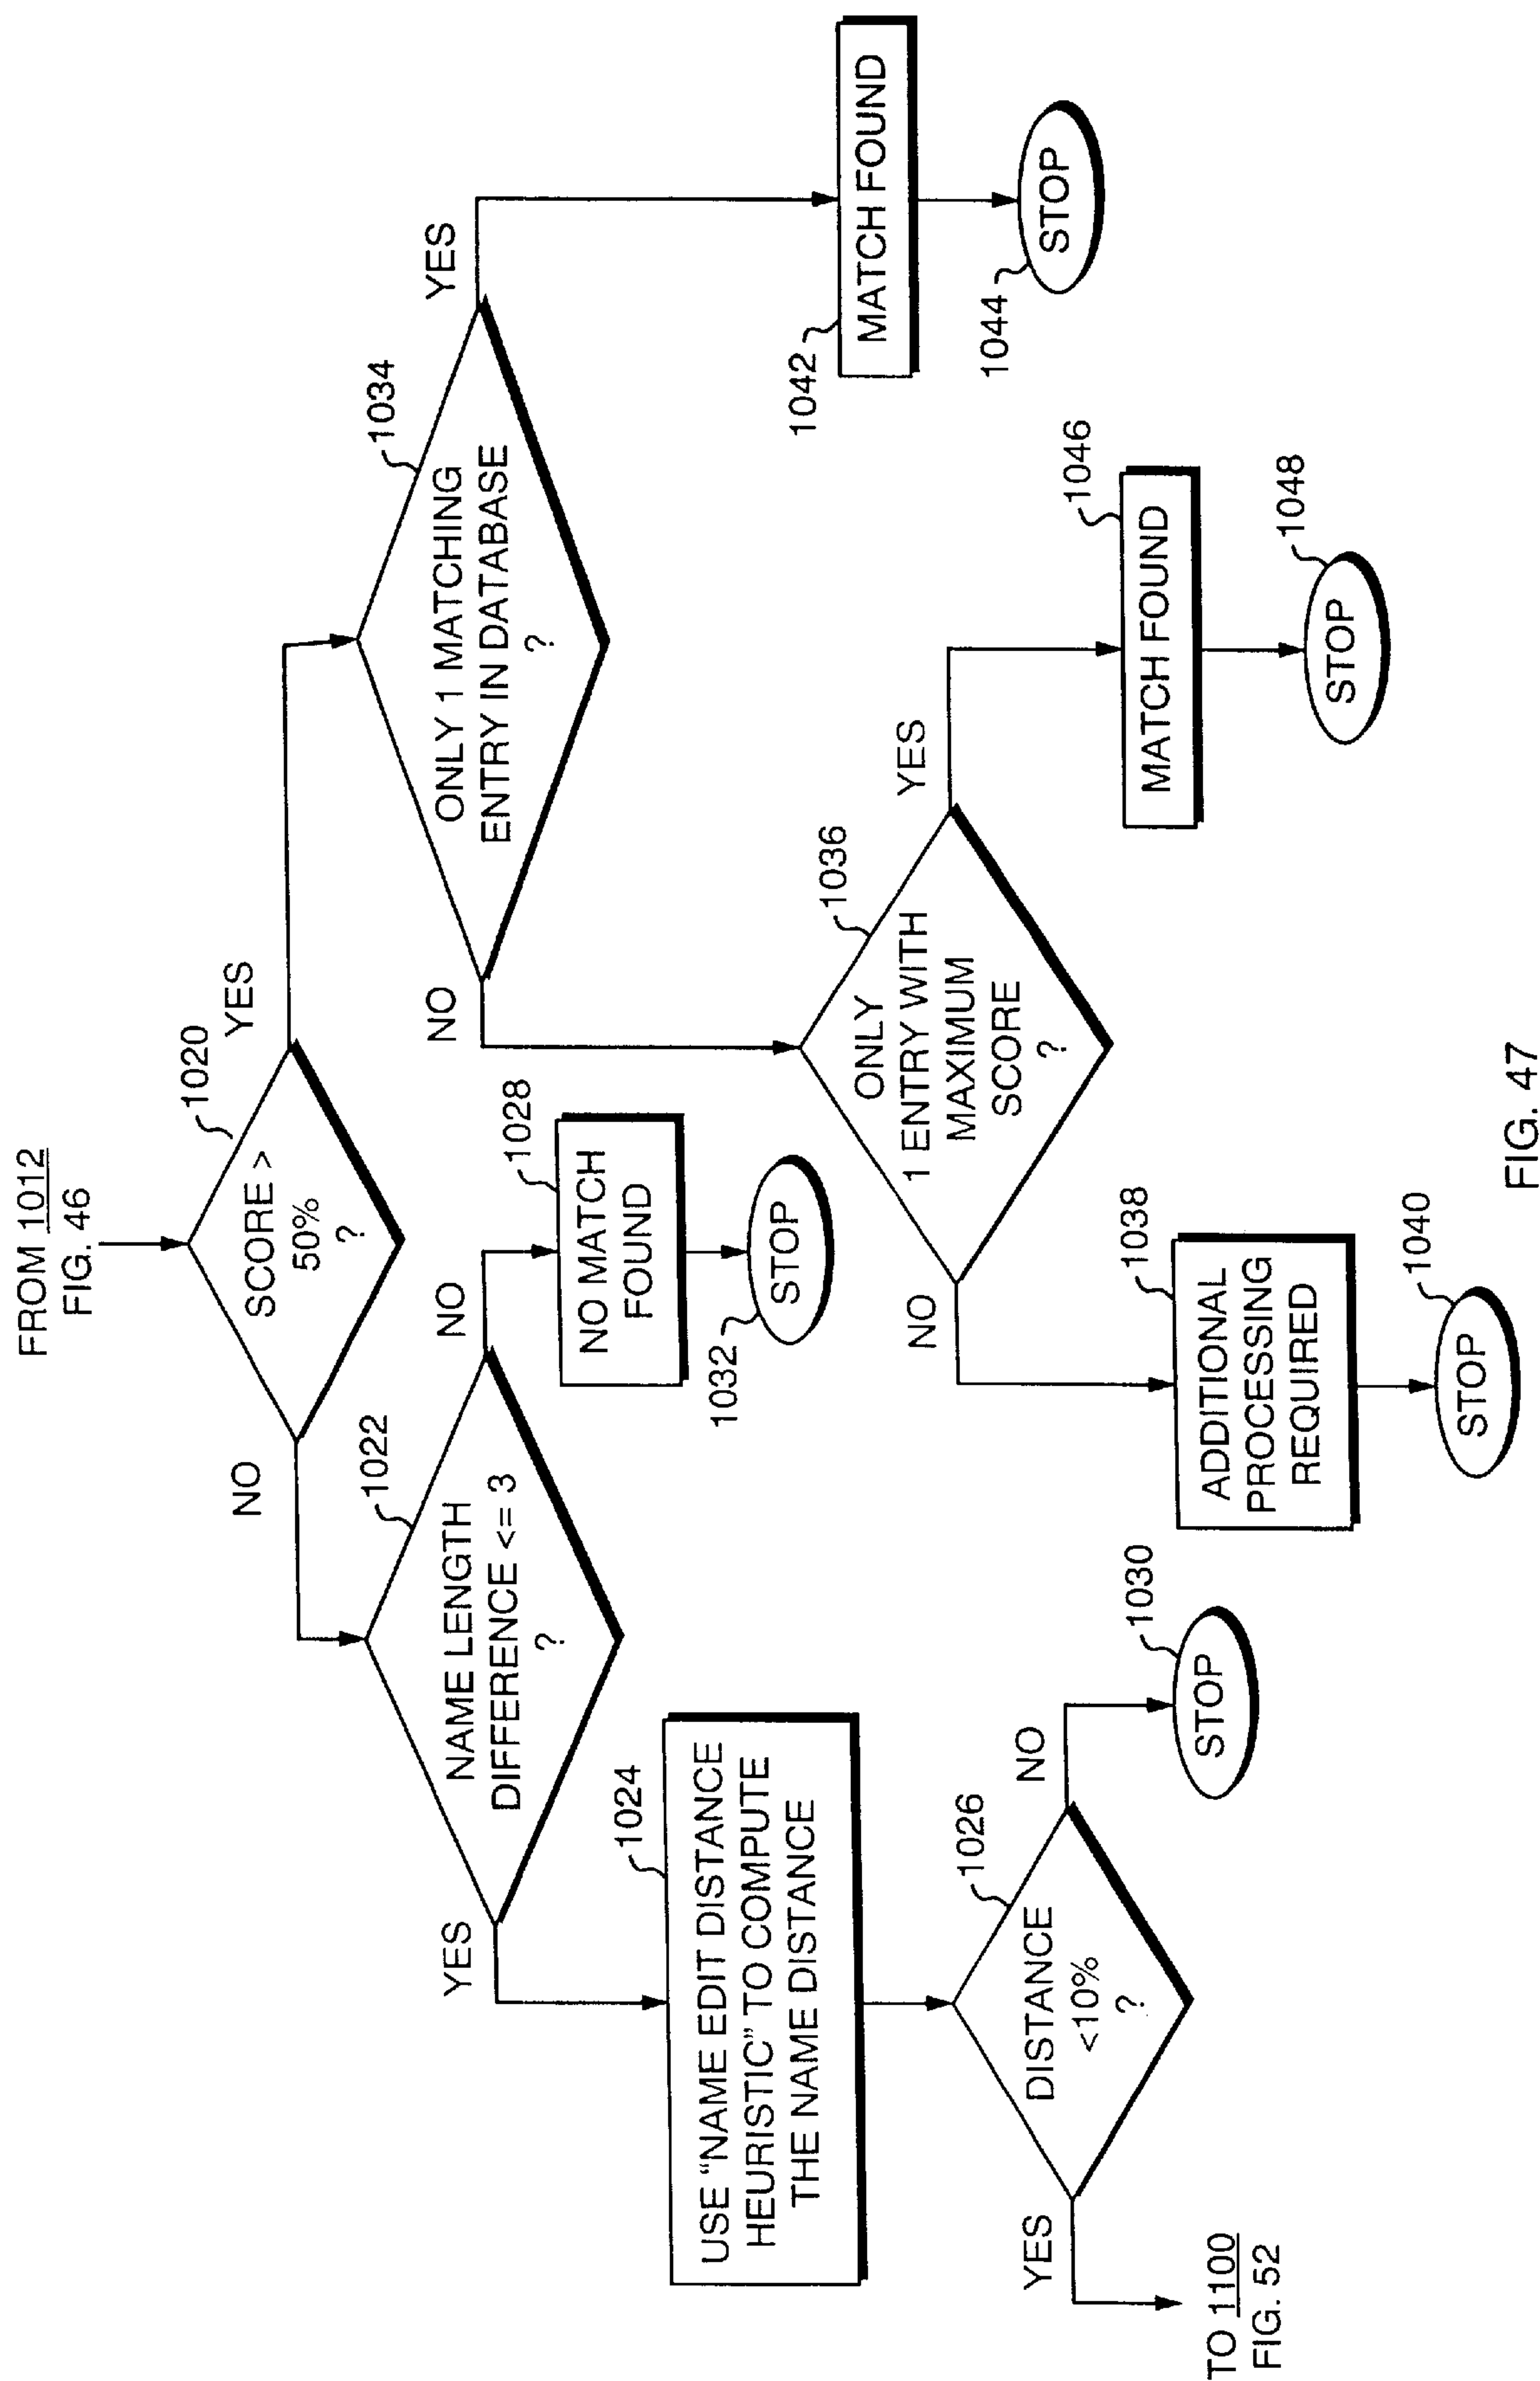 FROM 1012
FIG. 46
1020
SCORE >
50%
?
NO
YES
1022
NAME LENGTH
DIFFERENCE <= 3
?
YES
NO
1034
ONLY 1 MATCHING
ENTRY IN DATABASE
?
NO
YES
1024
USE "NAME EDIT DISTANCE
HEURISTIC" TO COMPUTE
THE NAME DISTANCE
1028
NO MATCH
FOUND
1032
STOP
1036
ONLY
1 ENTRY WITH
MAXIMUM
SCORE
?
NO
YES
1042
MATCH FOUND
1044
STOP
1026
DISTANCE
<10%
?
YES
NO
1030
STOP
1038
ADDITIONAL
PROCESSING
REQUIRED
1040
STOP
1046
MATCH FOUND
1048
STOP
TO 1100
FIG. 52
FIG. 47